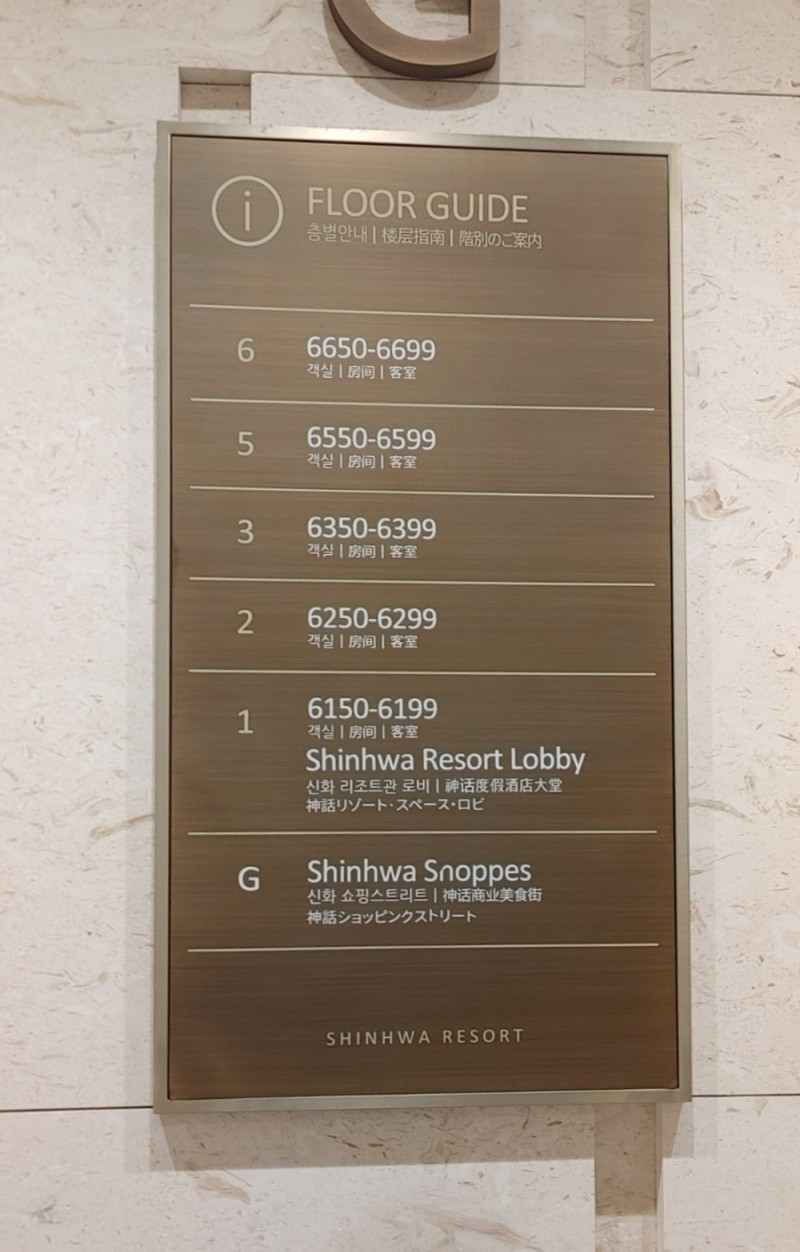 G
i
FLOOR GUIDE
층별안내 | 楼层指南 | 階別のご案内
6
6650-6699
객실 | 房间 | 客室
5
6550-6599
객실 | 房间 | 客室
3
6350-6399
객실 | 房间 | 客室
2
6250-6299
객실 | 房间 | 客室
1
6150-6199
객실 | 房间 | 客室
Shinhwa Resort Lobby
신화 리조트관 로비 | 神话度假酒店大堂
神話リゾート·スペース·ロビ
G
Shinhwa Snoppes
신화 쇼핑스트리트 | 神话商业美食街
神話ショッピンクストリート
SHINHWA RESORT